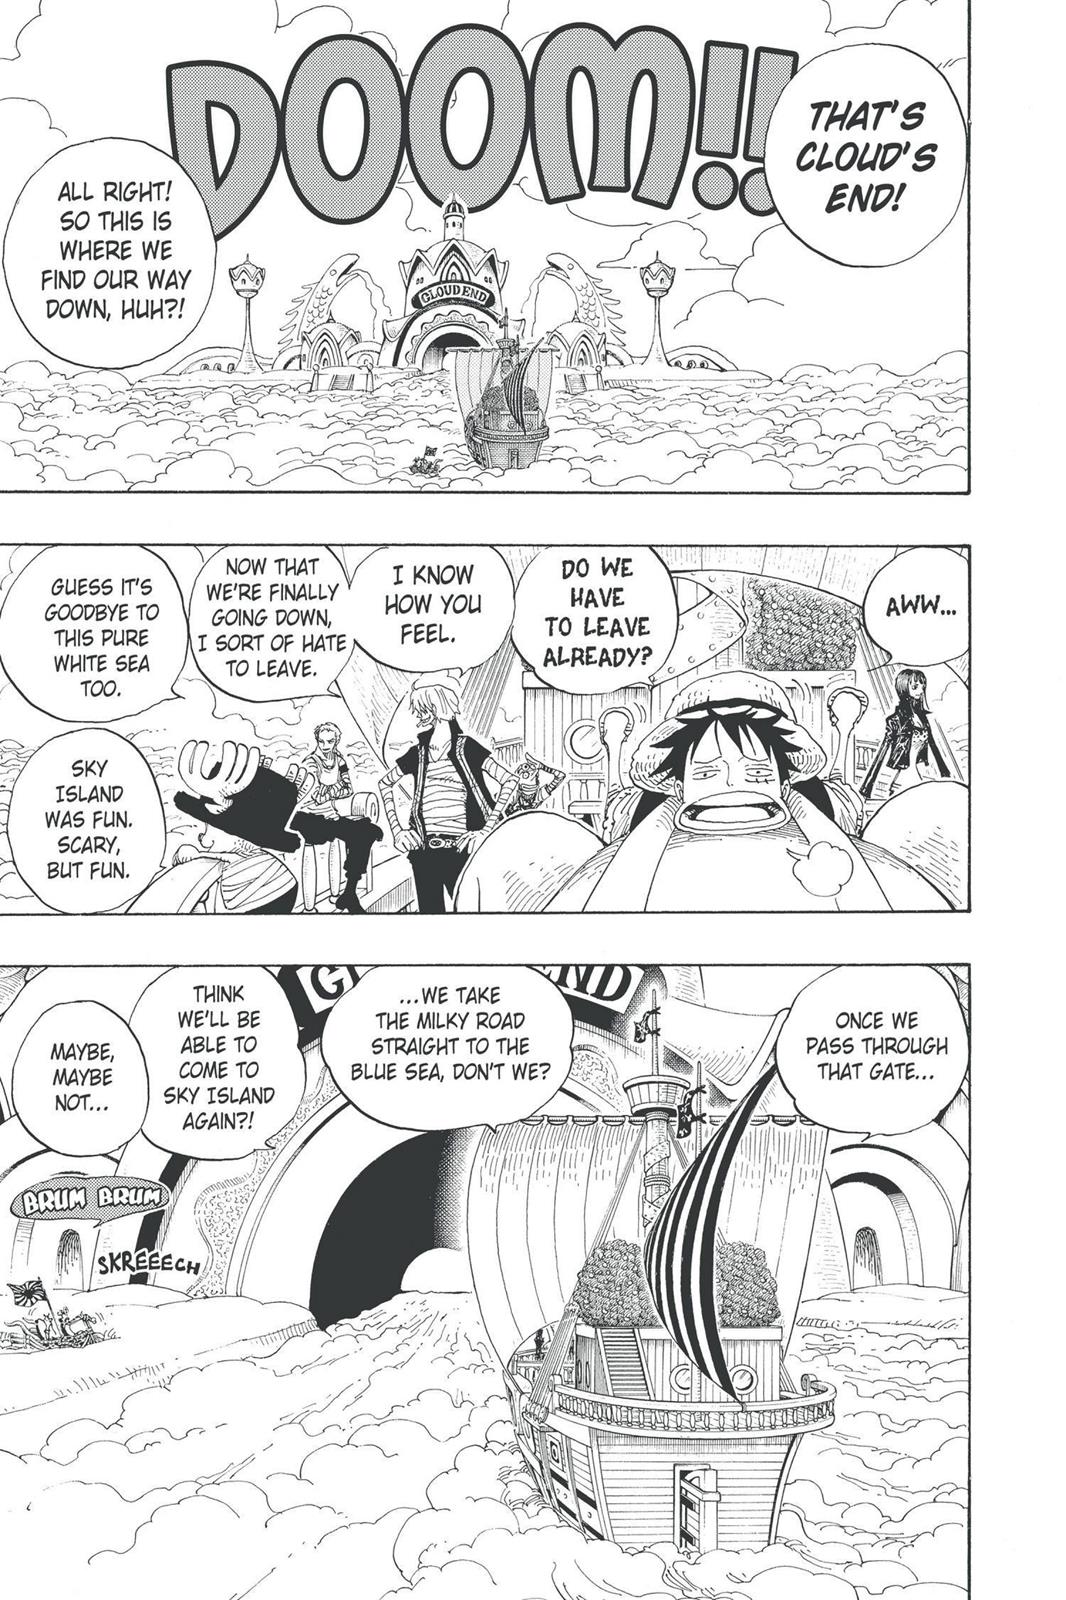 DOOM!!
THAT'S
CLOUD'S
END!
ALL RIGHT!
SO THIS IS
WHERE WE
FIND OUR WAY
DOWN, HUH?!
CLOUD END
AWW...
DO WE
HAVE
TO LEAVE
ALREADY?
I KNOW
HOW YOU
FEEL.
NOW THAT
WE'RE FINALLY
GOING DOWN,
I SORT OF HATE
TO LEAVE.
GUESS IT'S
GOODBYE TO
THIS PURE
WHITE SEA
TOO.
SKY
ISLAND
WAS FUN.
SCARY,
BUT FUN.
ONCE WE
PASS THROUGH
THAT GATE...
...WE TAKE
THE MILKY ROAD
STRAIGHT TO THE
BLUE SEA, DON'T WE?
THINK
WE'LL BE
ABLE TO
COME TO
SKY ISLAND
AGAIN?!
MAYBE,
MAYBE
NOT...
BRUM BRUM
SKREEECH